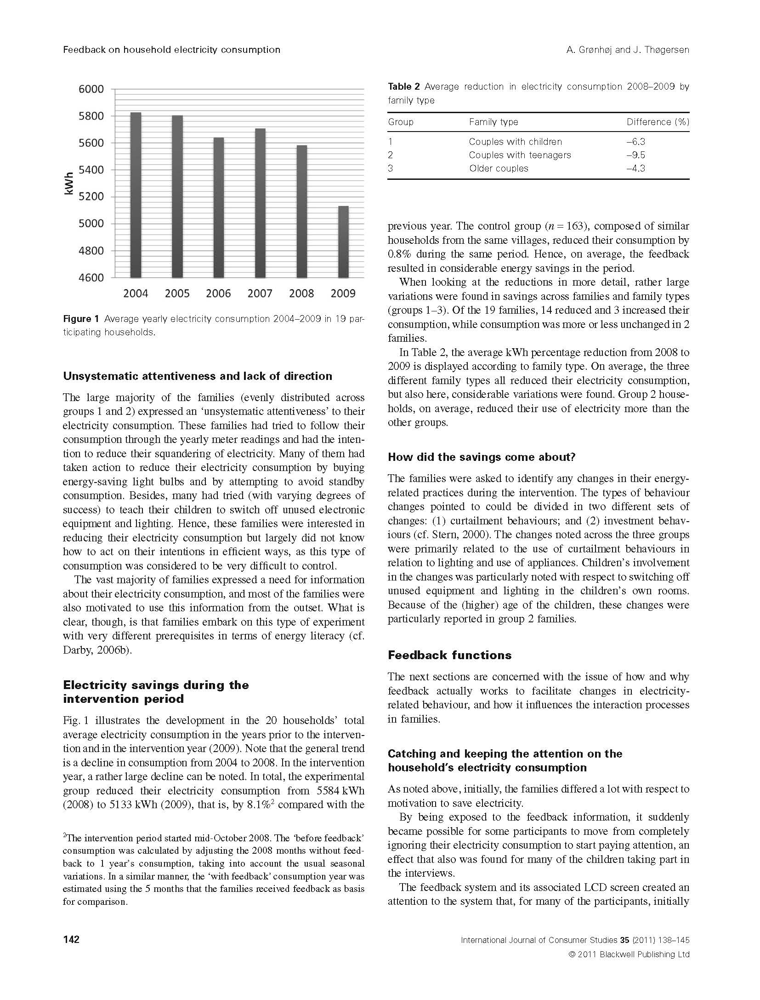 Feedback on household electricity consumption
A. Grønhøj and J. Thøgersen
6000
5800
5600
5400
5200
5000
4800
4600
kWh
2004 2005 2006 2007 2008 2009
Figure 1 Average yearly electricity consumption 2004–2009 in 19 par-
ticipating households.
Unsystematic attentiveness and lack of direction
The large majority of the families (evenly distributed across
groups 1 and 2) expressed an ‘unsystematic attentiveness’ to their
electricity consumption. These families had tried to follow their
consumption through the yearly meter readings and had the inten-
tion to reduce their squandering of electricity. Many of them had
taken action to reduce their electricity consumption by buying
energy-saving light bulbs and by attempting to avoid standby
consumption. Besides, many had tried (with varying degrees of
success) to teach their children to switch off unused electronic
equipment and lighting. Hence, these families were interested in
reducing their electricity consumption but largely did not know
how to act on their intentions in efficient ways, as this type of
consumption was considered to be very difficult to control.
The vast majority of families expressed a need for information
about their electricity consumption, and most of the families were
also motivated to use this information from the outset. What is
clear, though, is that families embark on this type of experiment
with very different prerequisites in terms of energy literacy (cf.
Darby, 2006b).
Electricity savings during the
intervention period
Fig. 1 illustrates the development in the 20 households’ total
average electricity consumption in the years prior to the interven-
tion and in the intervention year (2009). Note that the general trend
is a decline in consumption from 2004 to 2008. In the intervention
year, a rather large decline can be noted. In total, the experimental
group reduced their electricity consumption from 5584 kWh
(2008) to 5133 kWh (2009), that is, by 8.1%² compared with the
²The intervention period started mid-October 2008. The ‘before feedback’
consumption was calculated by adjusting the 2008 months without feed-
back to 1 year’s consumption, taking into account the usual seasonal
variations. In a similar manner, the ‘with feedback’ consumption year was
estimated using the 5 months that the families received feedback as basis
for comparison.
Table 2 Average reduction in electricity consumption 2008–2009 by
family type
Group Family type Difference (%)
1 Couples with children –6.3
2 Couples with teenagers –9.5
3 Older couples –4.3
previous year. The control group (n = 163), composed of similar
households from the same villages, reduced their consumption by
0.8% during the same period. Hence, on average, the feedback
resulted in considerable energy savings in the period.
When looking at the reductions in more detail, rather large
variations were found in savings across families and family types
(groups 1–3). Of the 19 families, 14 reduced and 3 increased their
consumption, while consumption was more or less unchanged in 2
families.
In Table 2, the average kWh percentage reduction from 2008 to
2009 is displayed according to family type. On average, the three
different family types all reduced their electricity consumption,
but also here, considerable variations were found. Group 2 house-
holds, on average, reduced their use of electricity more than the
other groups.
How did the savings come about?
The families were asked to identify any changes in their energy-
related practices during the intervention. The types of behaviour
changes pointed to could be divided in two different sets of
changes: (1) curtailment behaviours; and (2) investment behav-
iours (cf. Stern, 2000). The changes noted across the three groups
were primarily related to the use of curtailment behaviours in
relation to lighting and use of appliances. Children’s involvement
in the changes was particularly noted with respect to switching off
unused equipment and lighting in the children’s own rooms.
Because of the (higher) age of the children, these changes were
particularly reported in group 2 families.
Feedback functions
The next sections are concerned with the issue of how and why
feedback actually works to facilitate changes in electricity-
related behaviour, and how it influences the interaction processes
in families.
Catching and keeping the attention on the
household’s electricity consumption
As noted above, initially, the families differed a lot with respect to
motivation to save electricity.
By being exposed to the feedback information, it suddenly
became possible for some participants to move from completely
ignoring their electricity consumption to start paying attention, an
effect that also was found for many of the children taking part in
the interviews.
The feedback system and its associated LCD screen created an
attention to the system that, for many of the participants, initially
142
International Journal of Consumer Studies 35 (2011) 138–145
© 2011 Blackwell Publishing Ltd